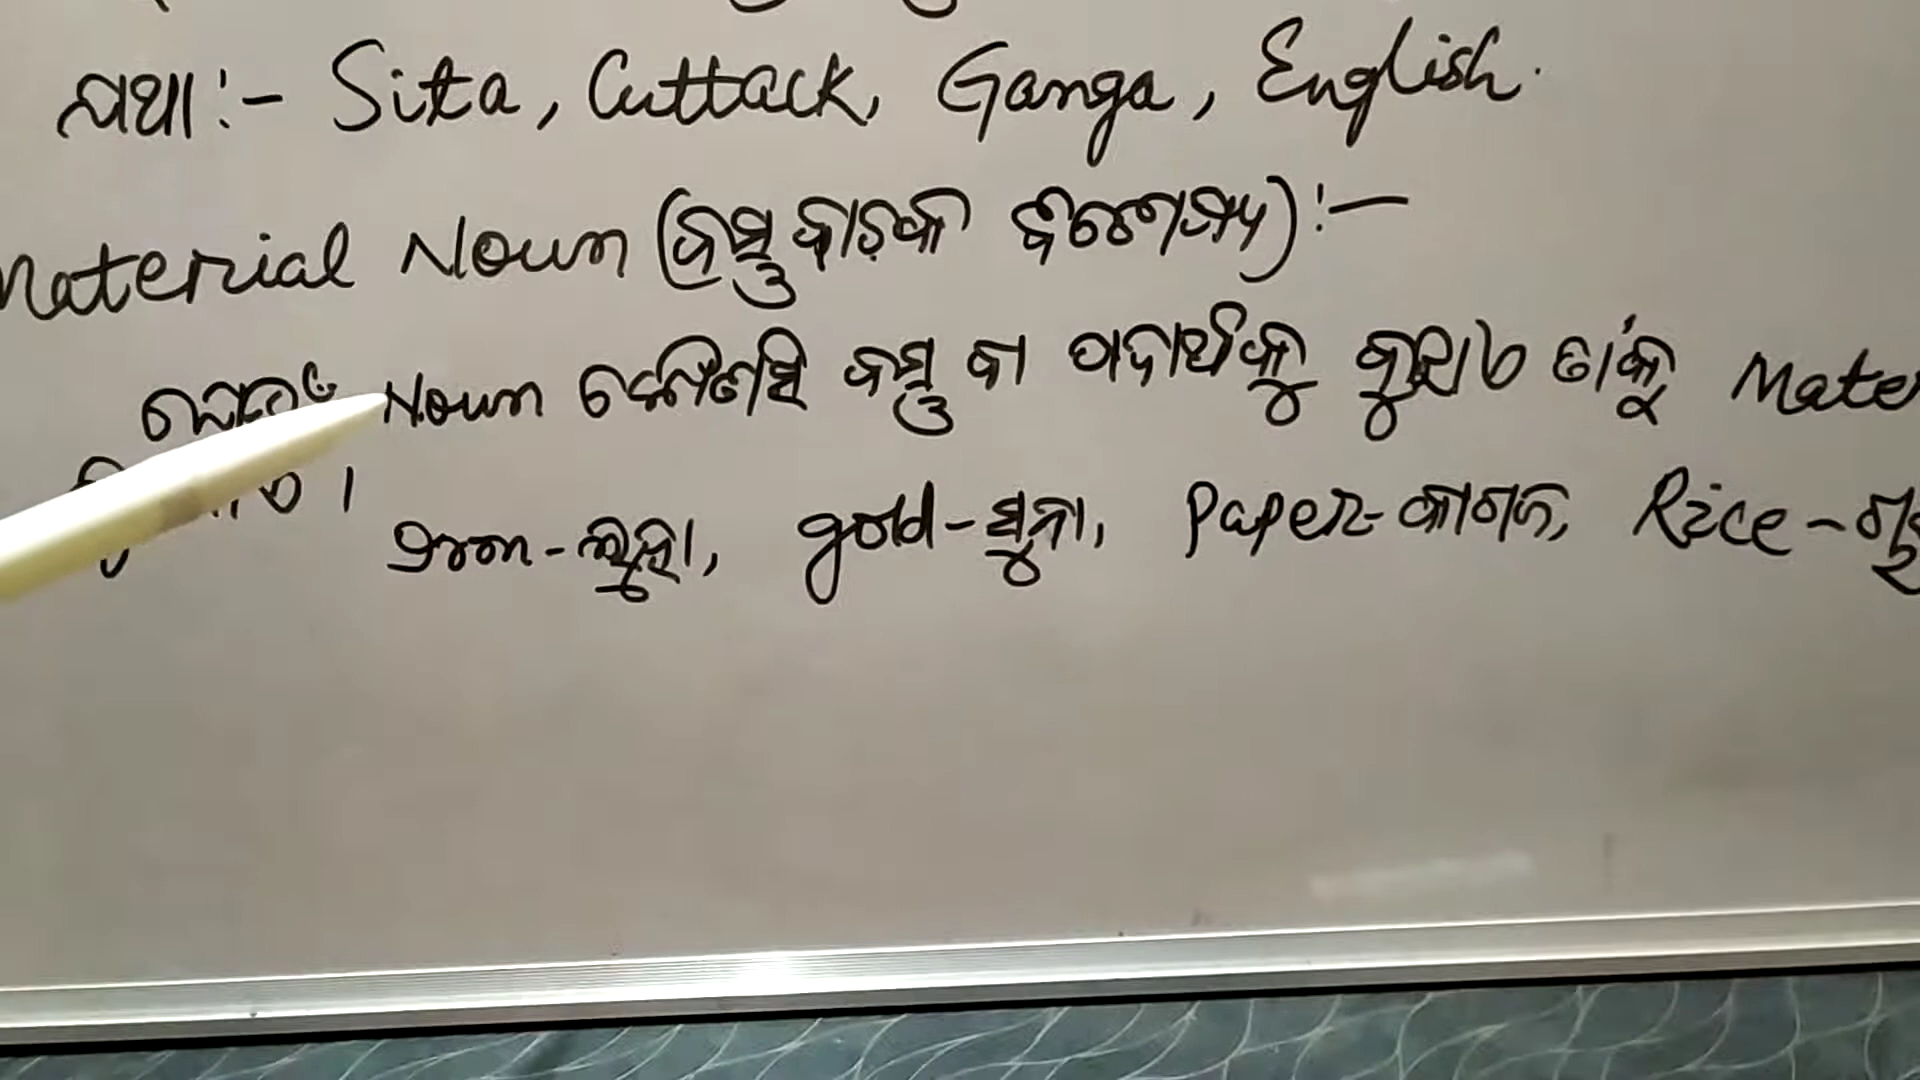 ଯଥା:- Sita, Cuttack, Ganga, English.
Material Noun (ବସ୍ତୁ ବାଚକ ବିଶେଷ୍ୟ):-
Noun କୌଣସି ବସ୍ତୁ ବା ପଦାର୍ଥକୁ ବୁଝାଏ ତାଂକୁ Mate
। Iron-ଲୁହା, gold-ସୁନା, Paper-କାଗଜ, Rice-